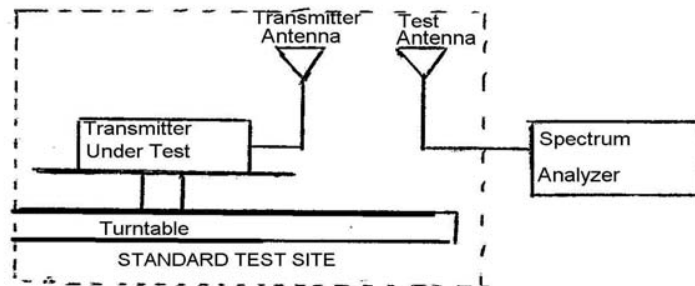 Transmitter
Antenna
Test
Antenna
Transmitter
Under Test
Spectrum
Analyzer
Turntable
STANDARD TEST SITE